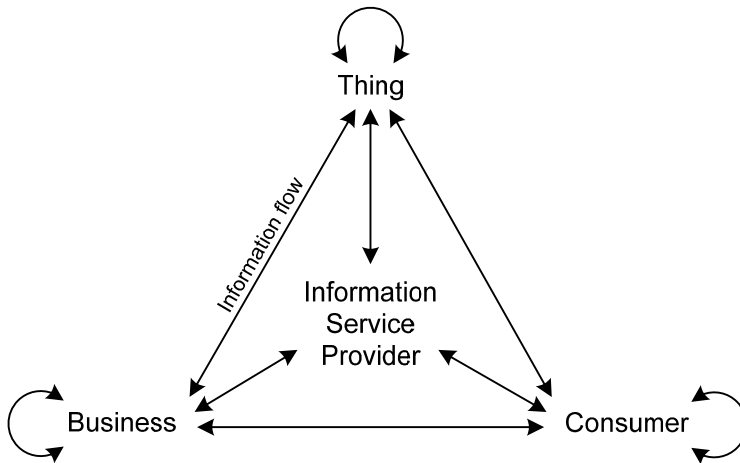 Thing
Information flow
Information
Service
Provider
Business
Consumer